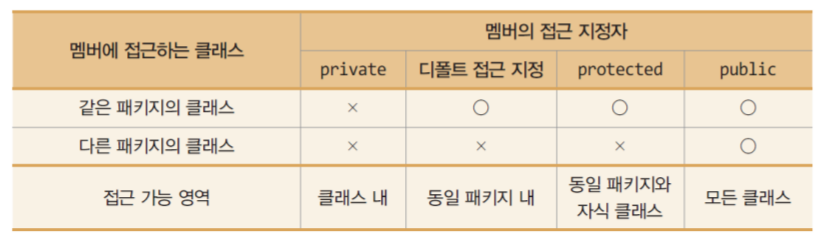 멤버에 접근하는 클래스 멤버의 접근 지정자
private 디폴트 접근 지정 protected public
같은 패키지의 클래스 × ○ ○ ○
다른 패키지의 클래스 × × × ○
접근 가능 영역 클래스 내 동일 패키지 내 동일 패키지와 자식 클래스 모든 클래스